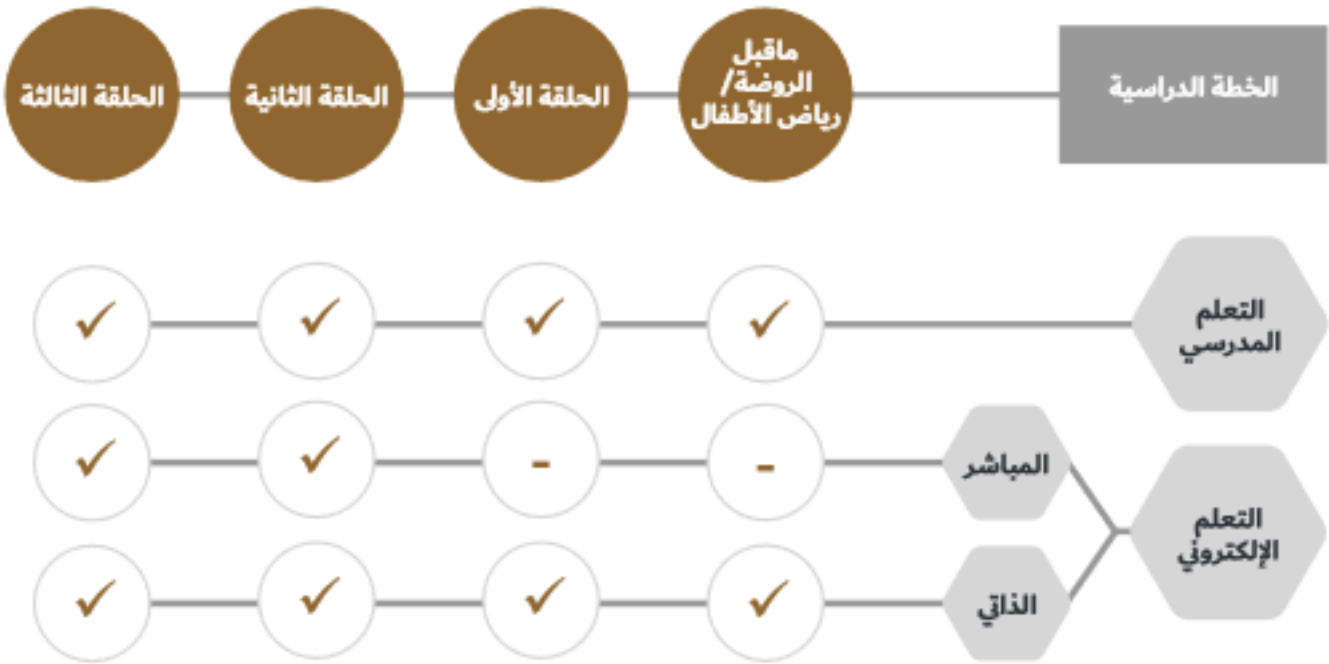 الخطة الدراسية
ماقبل
الروضة/
رياض الأطفال
الحلقة الأولى
الحلقة الثانية
الحلقة الثالثة
التعلم
المدرسي
✓ ✓ ✓ ✓
التعلم
الإلكتروني
المباشر
- - ✓ ✓
الذاتي
✓ ✓ ✓ ✓